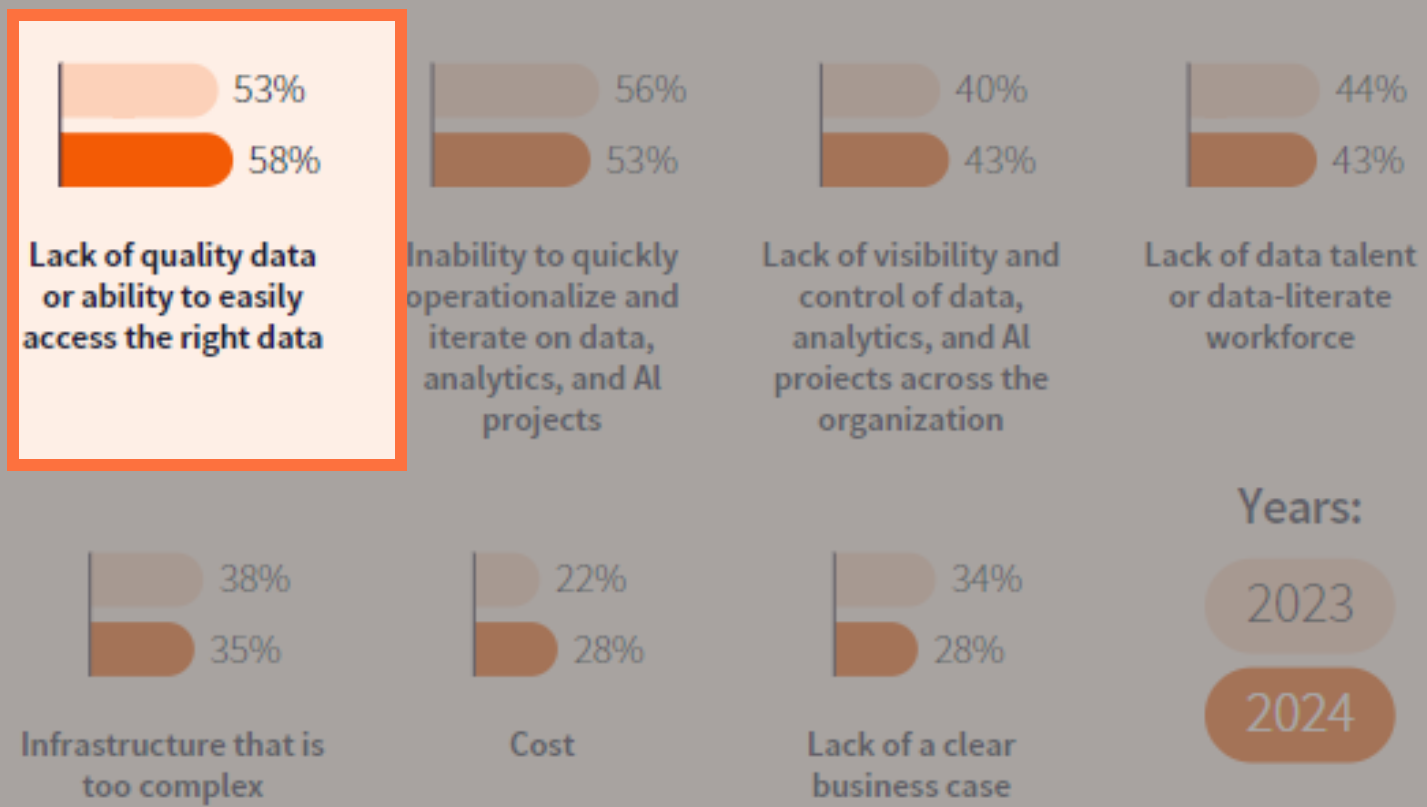 53%
58%
Lack of quality data
or ability to easily
access the right data
56%
53%
Inability to quickly
operationalize and
iterate on data,
analytics, and AI
projects
40%
43%
Lack of visibility and
control of data,
analytics, and AI
proiects across the
organization
44%
43%
Lack of data talent
or data-literate
workforce
38%
35%
Infrastructure that is
too complex
22%
28%
Cost
34%
28%
Lack of a clear
business case
Years:
2023
2024